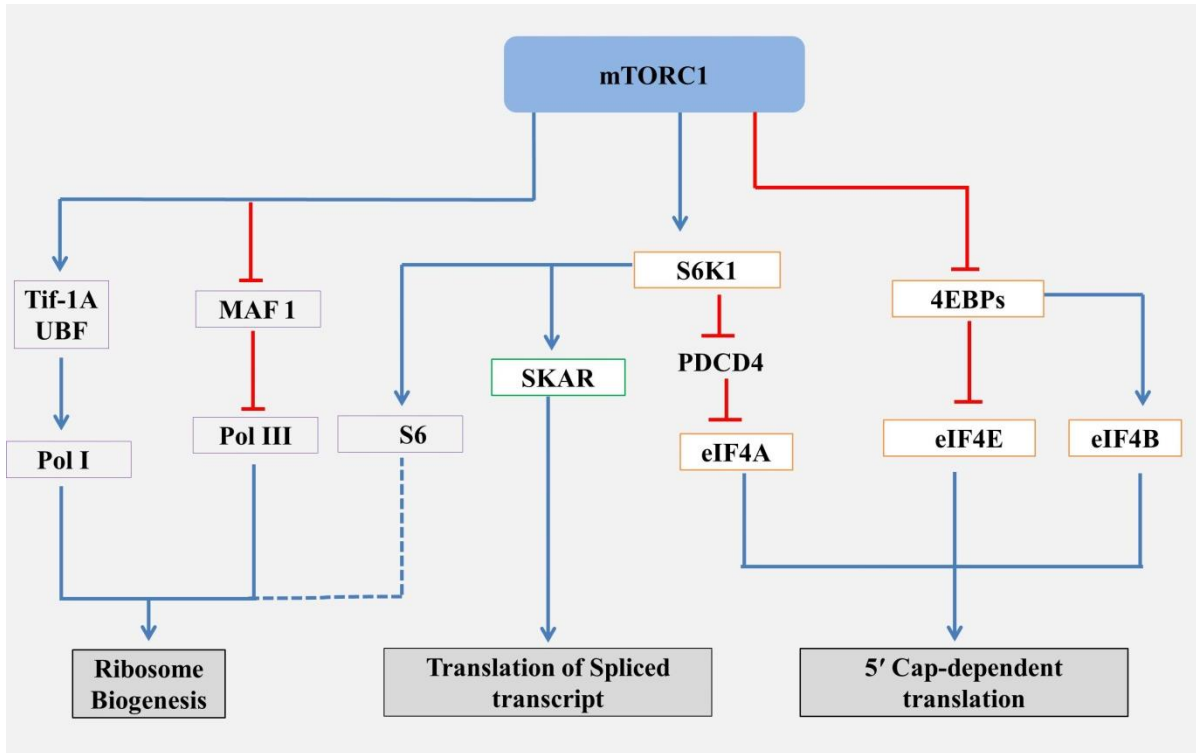 mTORC1
Tif-1A
UBF
MAF 1
S6K1
4EBPs
SKAR
PDCD4
Pol I
Pol III
S6
eIF4A
eIF4E
eIF4B
Ribosome
Biogenesis
Translation of Spliced
transcript
5′ Cap-dependent
translation